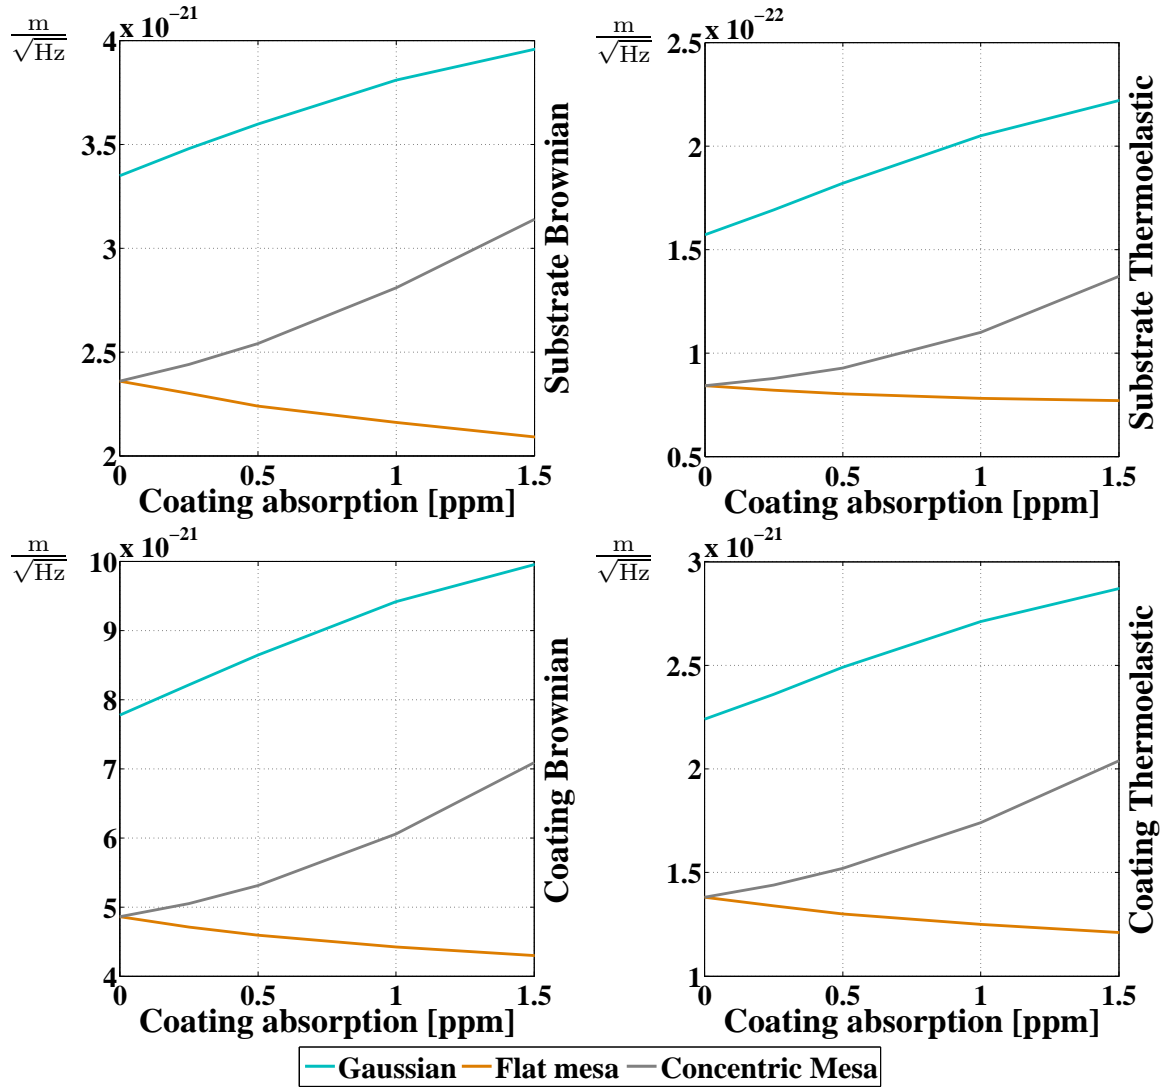 m/√Hz
4 x 10−21
3.5
3
2.5
2
0 0.5 1 1.5
Coating absorption [ppm]
Substrate Brownian
m/√Hz
2.5 x 10−22
2
1.5
1
0.5
0 0.5 1 1.5
Coating absorption [ppm]
Substrate Thermoelastic
m/√Hz
10 x 10−21
9
8
7
6
5
4
0 0.5 1 1.5
Coating absorption [ppm]
Coating Brownian
m/√Hz
3 x 10−21
2.5
2
1.5
1
0 0.5 1 1.5
Coating absorption [ppm]
Coating Thermoelastic
Gaussian Flat mesa Concentric Mesa